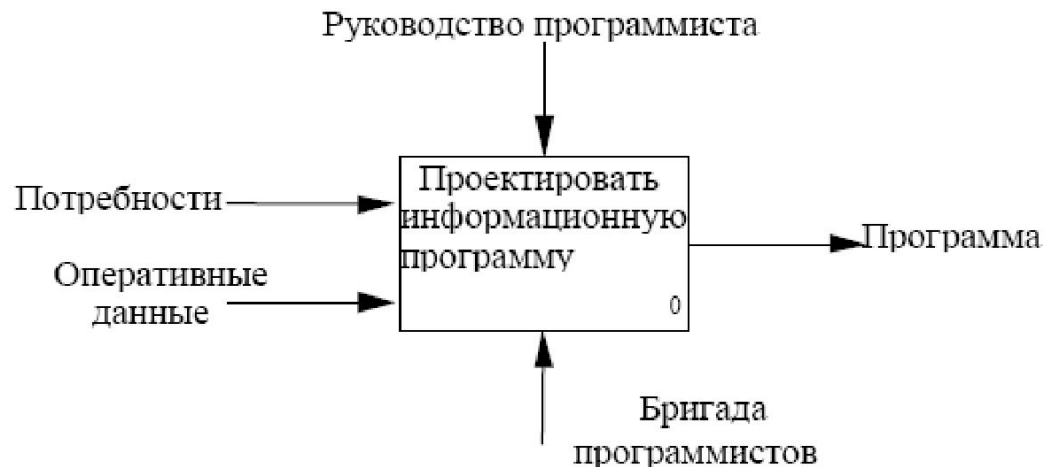 Руководство программиста
Потребности
Проектировать
информационную
программу
0
Программа
Оперативные
данные
Бригада
программистов